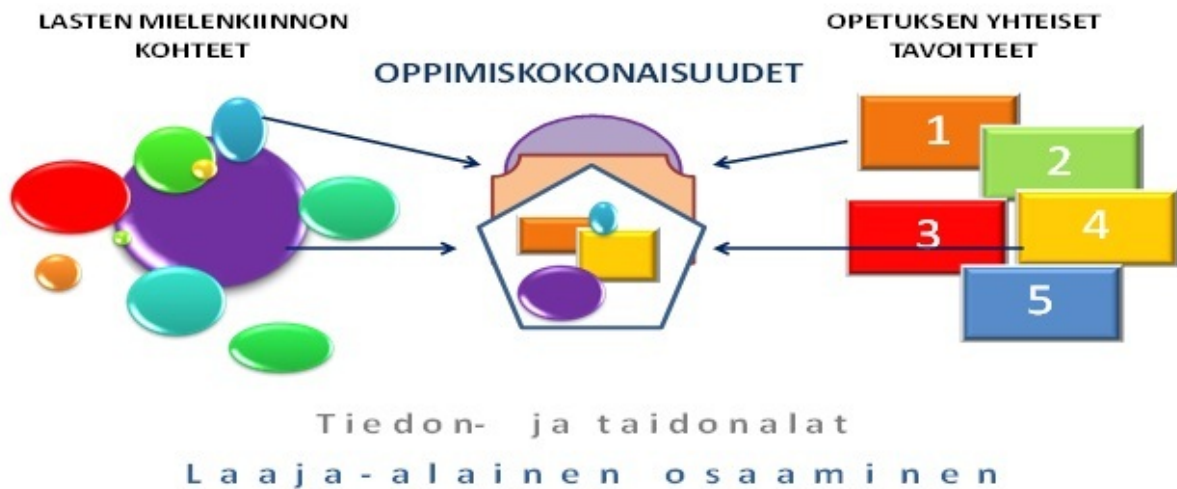 LASTEN MIELENKIINNON
KOHTEET
OPPIMISKOKONAISUUDET
OPETUKSEN YHTEISET
TAVOITTEET
1
2
3
4
5
Tiedon- ja taidonalat
Laaja-alainen osaaminen